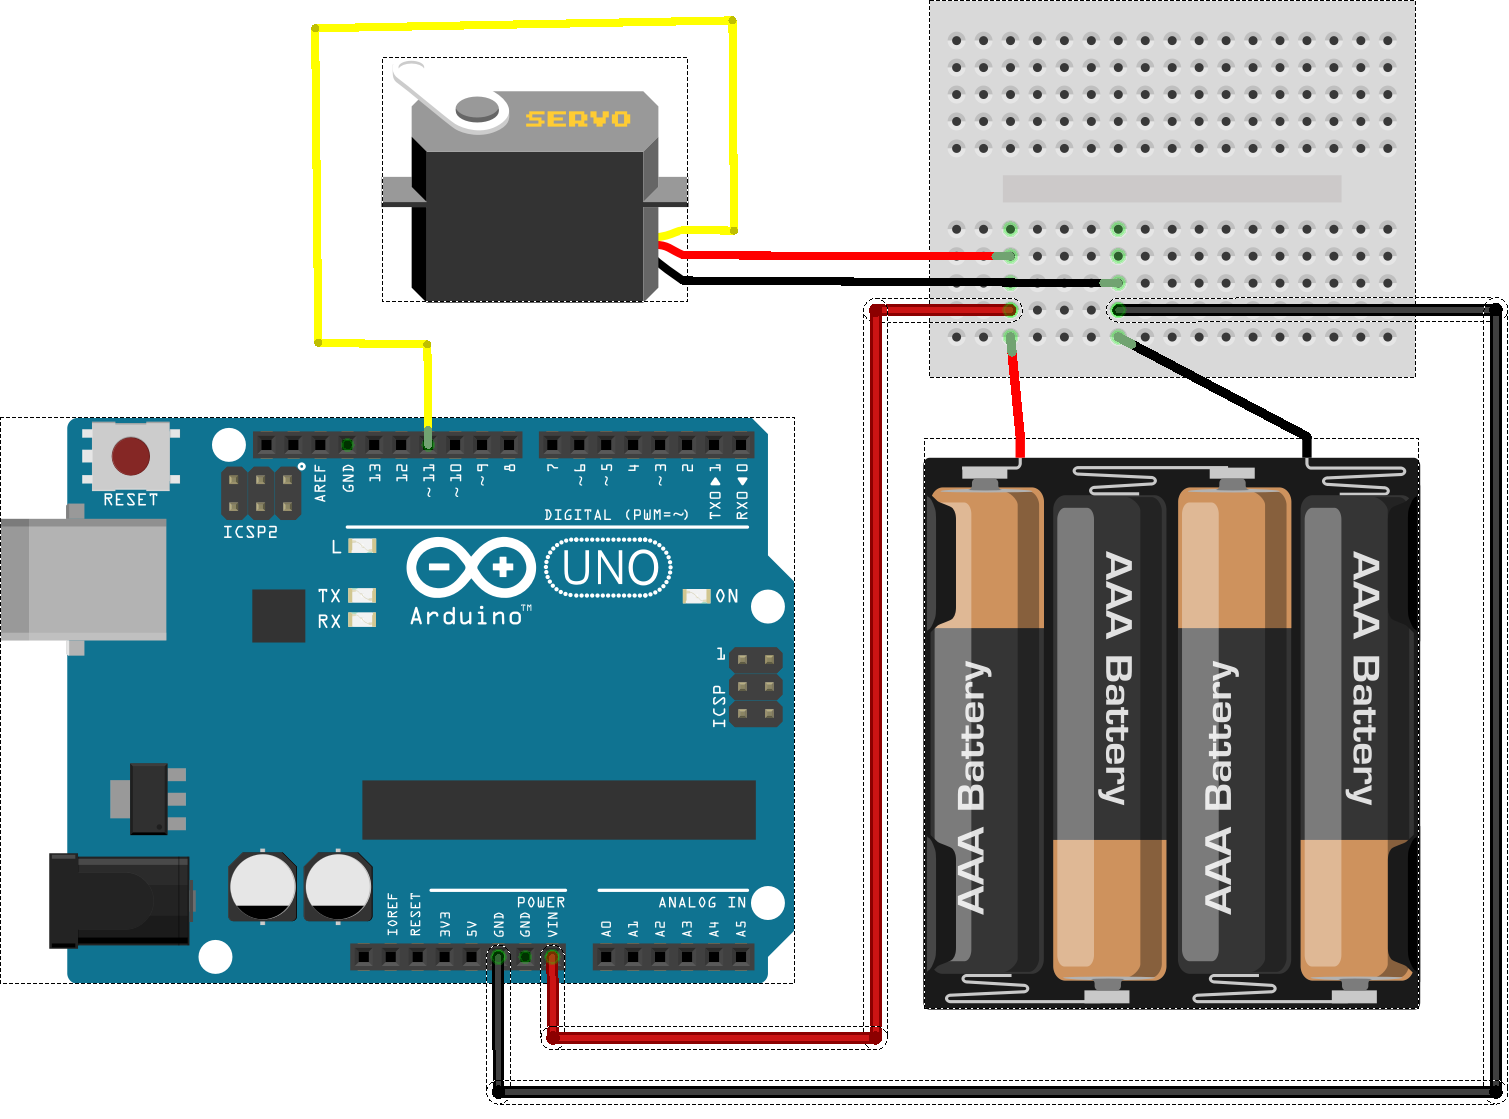 SERVO
RESET
ICSP2
AREF
GND
13
12
~11
~10
~9
8
7
~6
~5
4
~3
2
TX0▶1
RX0◀0
DIGITAL (PWM=~)
L
TX
RX
Arduino™
UNO
ON
1
ICSP
IOREF
RESET
3V3
5V
GND
GND
VIN
POWER
ANALOG IN
A0
A1
A2
A3
A4
A5
AAA Battery
AAA Battery
AAA Battery
AAA Battery